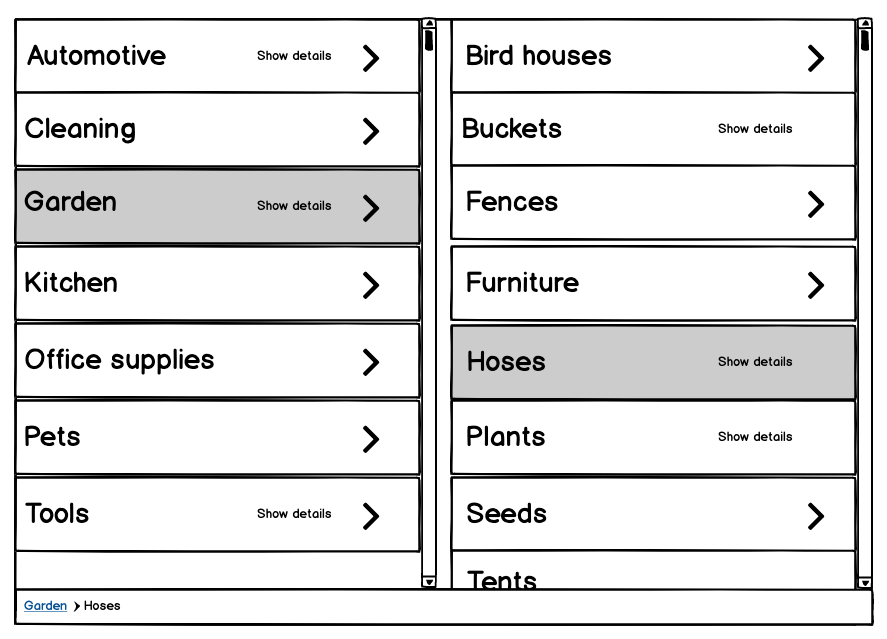 Automotive Show details
Cleaning
Garden Show details
Kitchen
Office supplies
Pets
Tools Show details
Bird houses
Buckets Show details
Fences
Furniture
Hoses Show details
Plants Show details
Seeds
Tents
Garden > Hoses